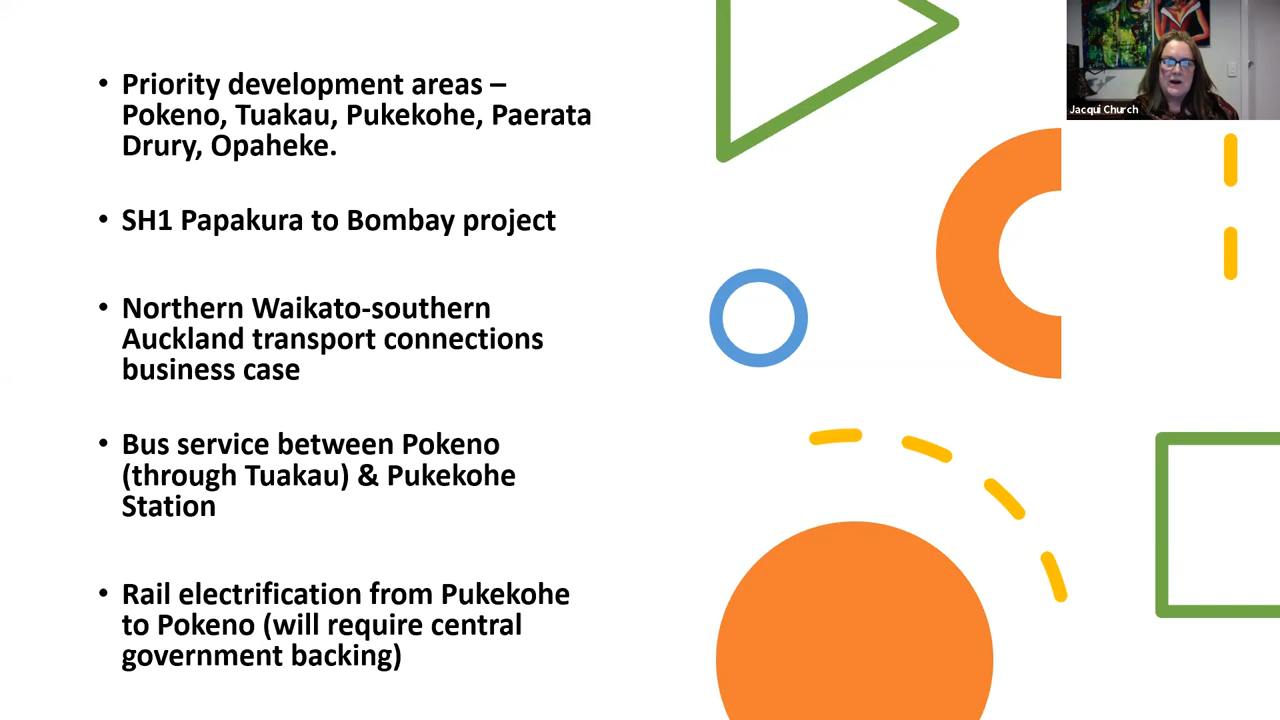 • Priority development areas –
Pokeno, Tuakau, Pukekohe, Paerata
Drury, Opaheke.
• SH1 Papakura to Bombay project
• Northern Waikato-southern
Auckland transport connections
business case
• Bus service between Pokeno
(through Tuakau) & Pukekohe
Station
• Rail electrification from Pukekohe
to Pokeno (will require central
government backing)
Jacqui Church